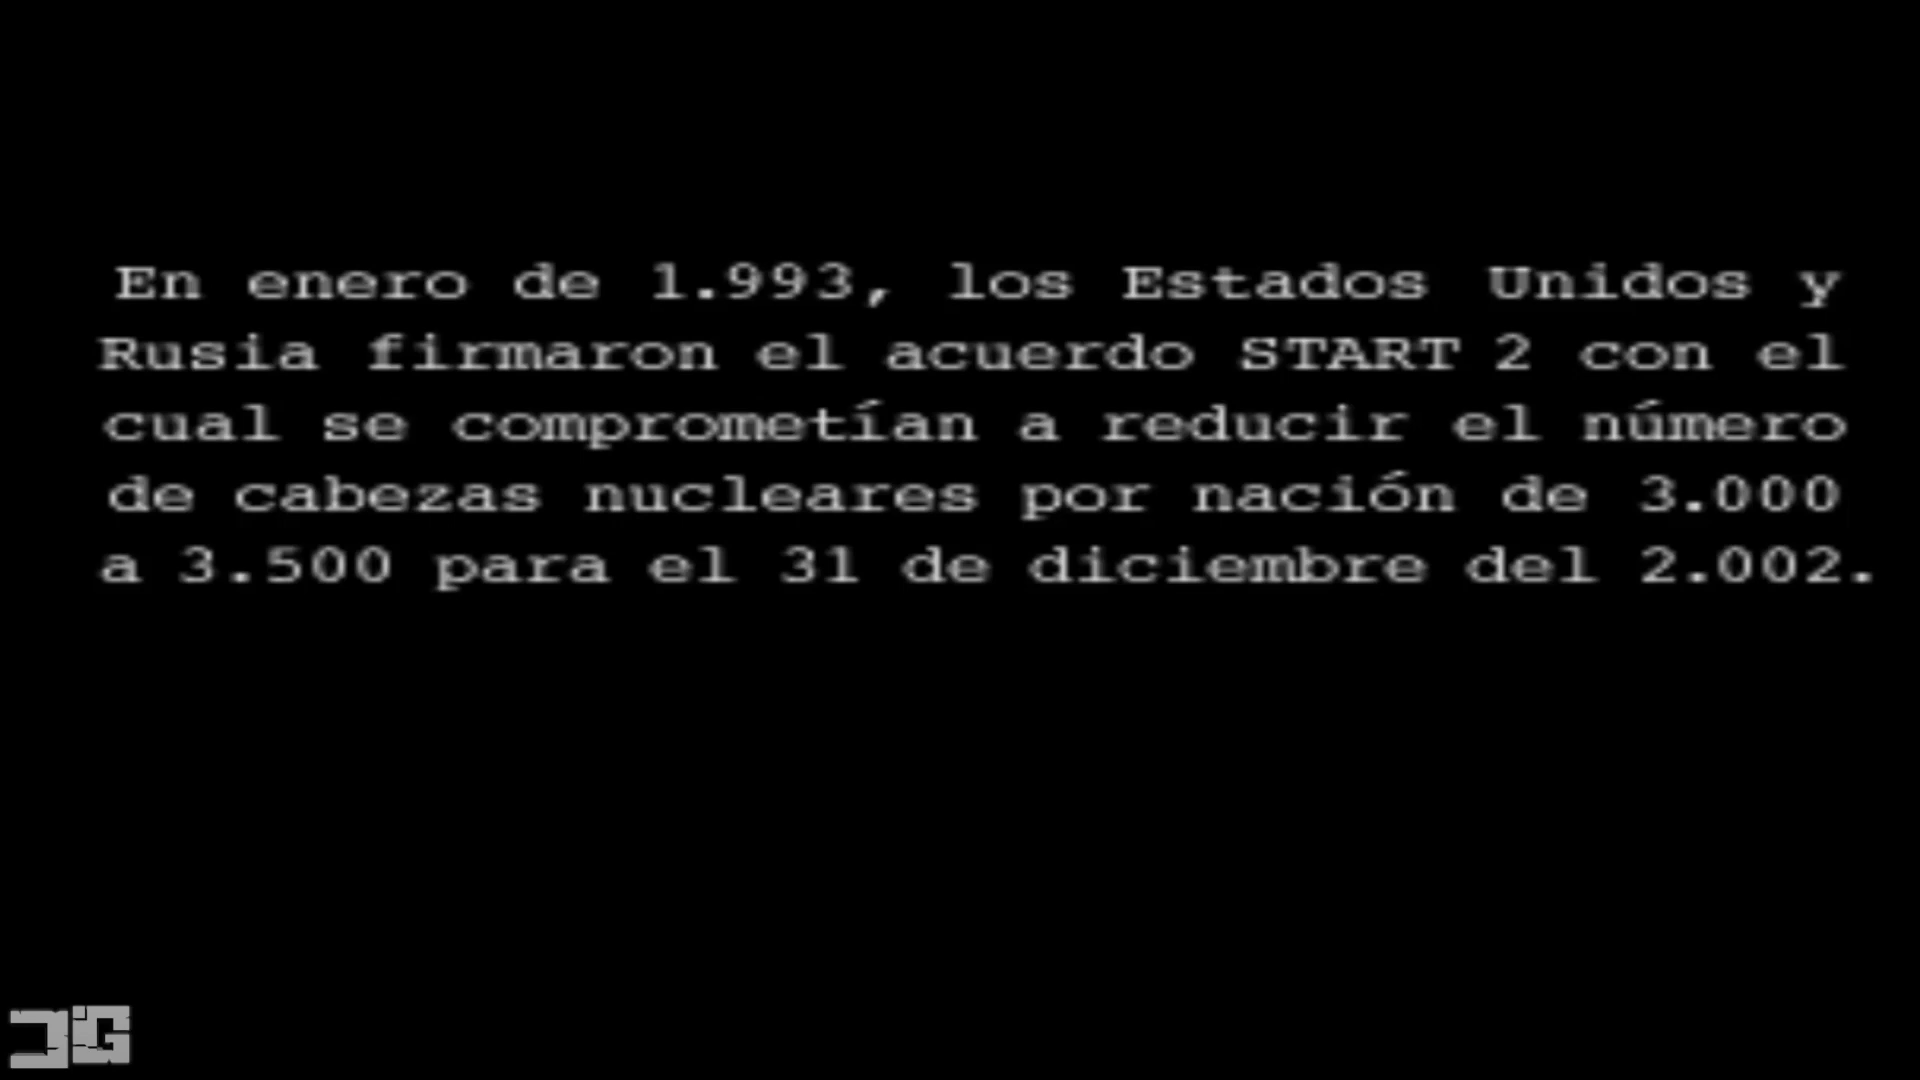 En enero de 1.993, los Estados Unidos y
Rusia firmaron el acuerdo START 2 con el
cual se comprometían a reducir el número
de cabezas nucleares por nación de 3.000
a 3.500 para el 31 de diciembre del 2.002.